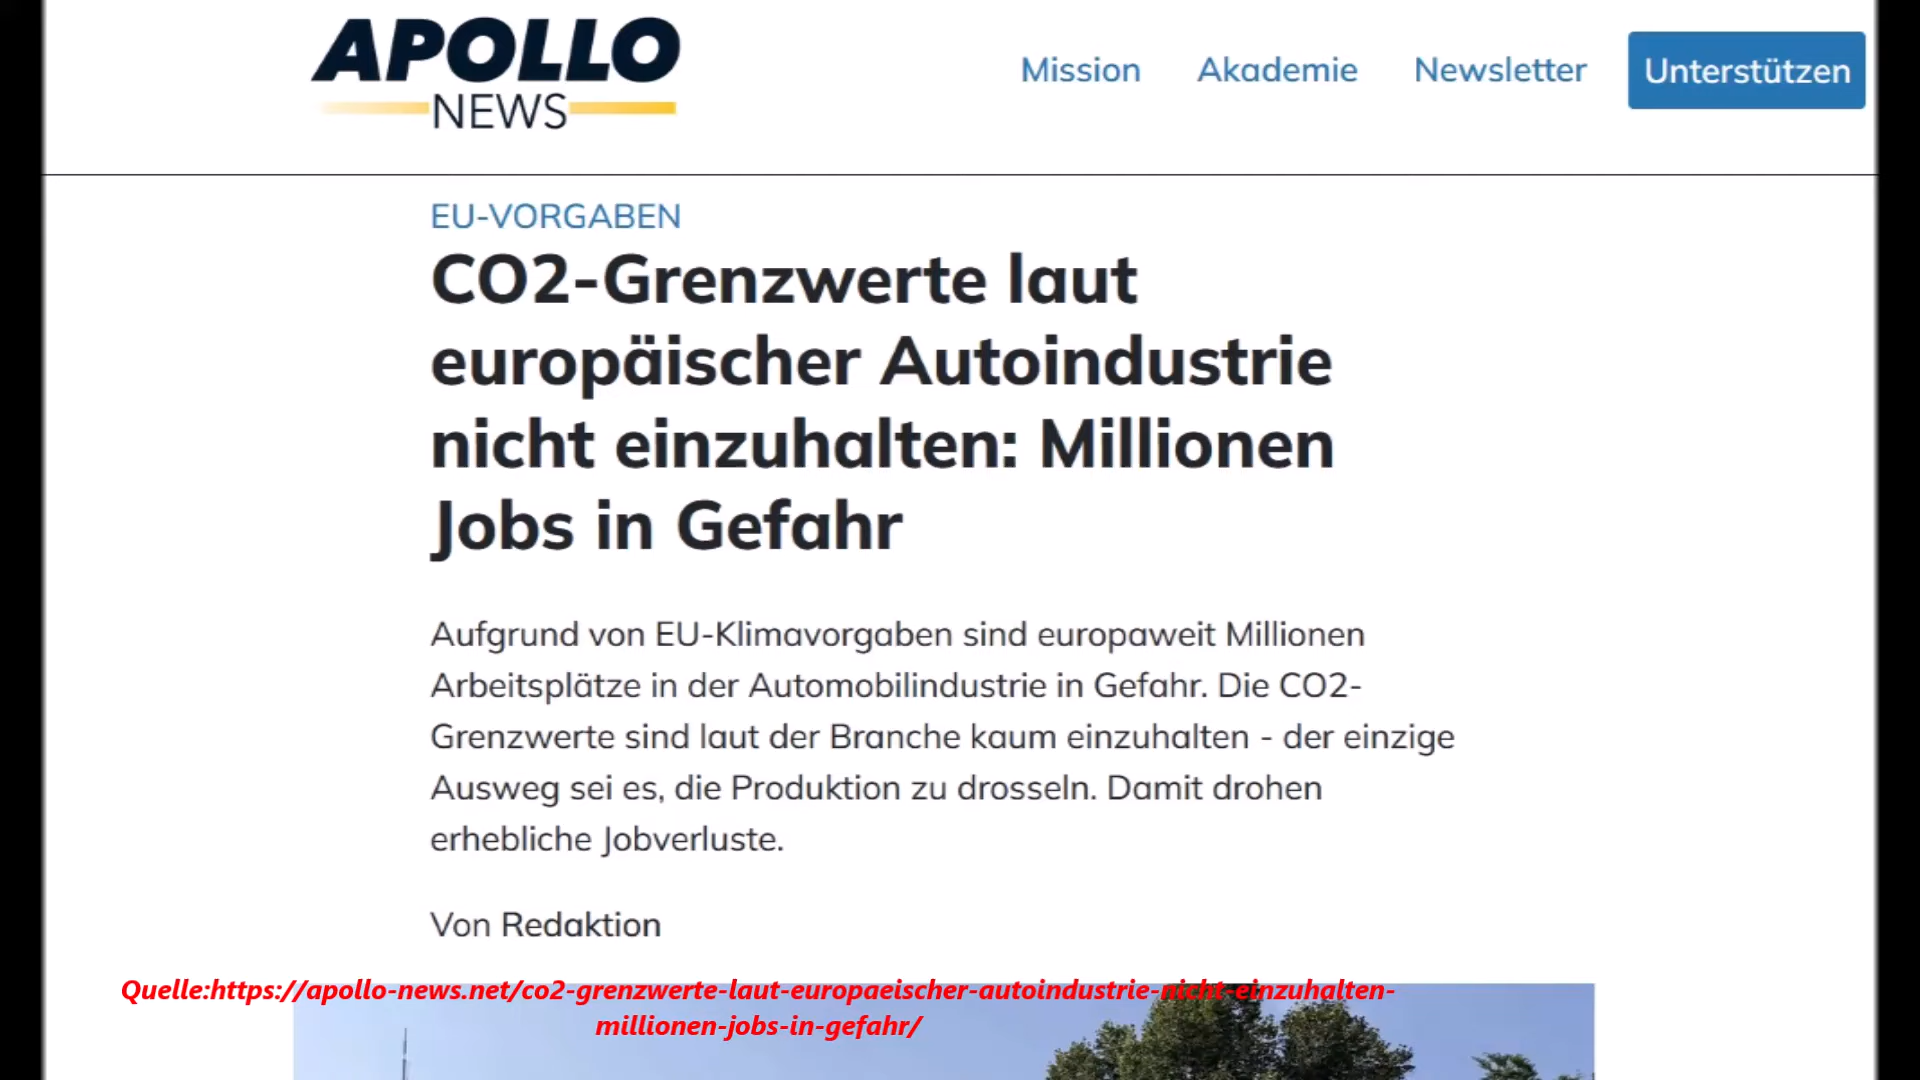 APOLLO
NEWS
Mission Akademie Newsletter Unterstützen
EU-VORGABEN
CO2-Grenzwerte laut
europäischer Autoindustrie
nicht einzuhalten: Millionen
Jobs in Gefahr
Aufgrund von EU-Klimavorgaben sind europaweit Millionen
Arbeitsplätze in der Automobilindustrie in Gefahr. Die CO2-
Grenzwerte sind laut der Branche kaum einzuhalten - der einzige
Ausweg sei es, die Produktion zu drosseln. Damit drohen
erhebliche Jobverluste.
Von Redaktion
Quelle:https://apollo-news.net/co2-grenzwerte-laut-europaeischer-autoindustrie-nicht-einzuhalten-
millionen-jobs-in-gefahr/